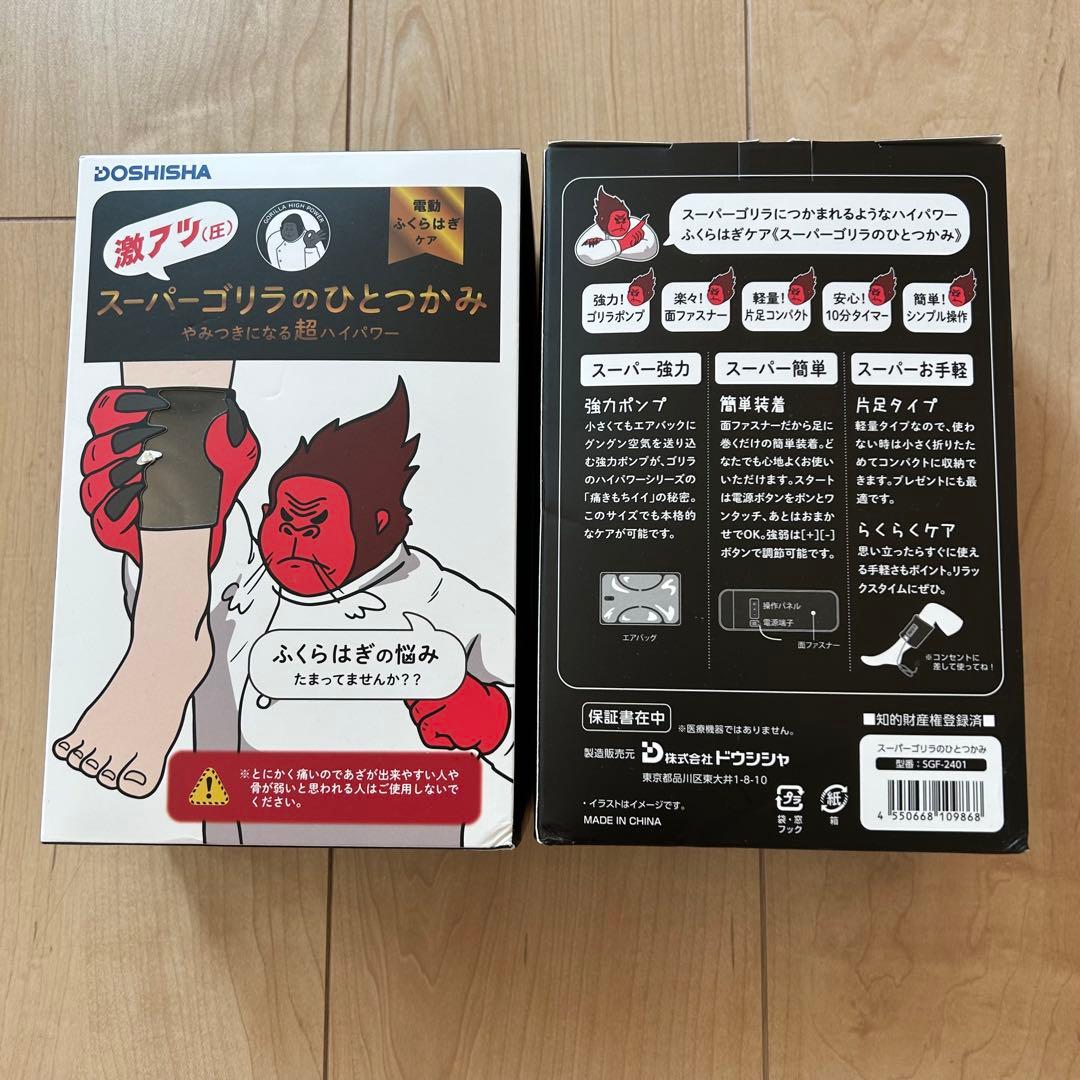 DOSHISHA
激アツ(圧)
GORILLA HIGH POWER
電動
ふくらはぎ
ケア
スーパーゴリラのひとつかみ
やみつきになる超ハイパワー
ふくらはぎの悩み
たまってませんか??
※とにかく痛いのであざが出来やすい人や
骨が弱いと思われる人はご使用しないで
ください。
スーパーゴリラにつかまれるようなハイパワー
ふくらはぎケア《スーパーゴリラのひとつかみ》
強力!
ゴリラポンプ
楽々!
面ファスナー
軽量!
片足コンパクト
安心!
10分タイマー
簡単!
シンプル操作
スーパー強力
強力ポンプ
小さくてもエアバックに
グングン空気を送り込
む強力ポンプが、ゴリラ
のハイパワーシリーズの
「痛きもちイイ」の秘密。
このサイズでも本格的
なケアが可能です。
エアバッグ
スーパー簡単
簡単装着
面ファスナーだから足に
巻くだけの簡単装着。ど
なたでも心地よくお使い
いただけます。スタート
は電源ボタンをポンとワ
ンタッチ、あとはおまか
せでOK。強弱は[+][-]
ボタンで調節可能です。
操作パネル
電源端子
面ファスナー
スーパーお手軽
片足タイプ
軽量タイプなので、使わ
ない時は小さく折りたた
めてコンパクトに収納で
きます。プレゼントにも最
適です。
らくらくケア
思い立ったらすぐに使え
る手軽さもポイント。リラッ
クスタイムにぜひ。
※コンセントに
差して使ってね!
保証書在中
※医療機器ではありません。
製造販売元
株式会社ドウシシャ
東京都品川区東大井1-8-10
・イラストはイメージです。
MADE IN CHINA
プラ
袋・窓
フック
紙
箱
■知的財産権登録済■
スーパーゴリラのひとつかみ
型番:SGF-2401
4 550668 109868